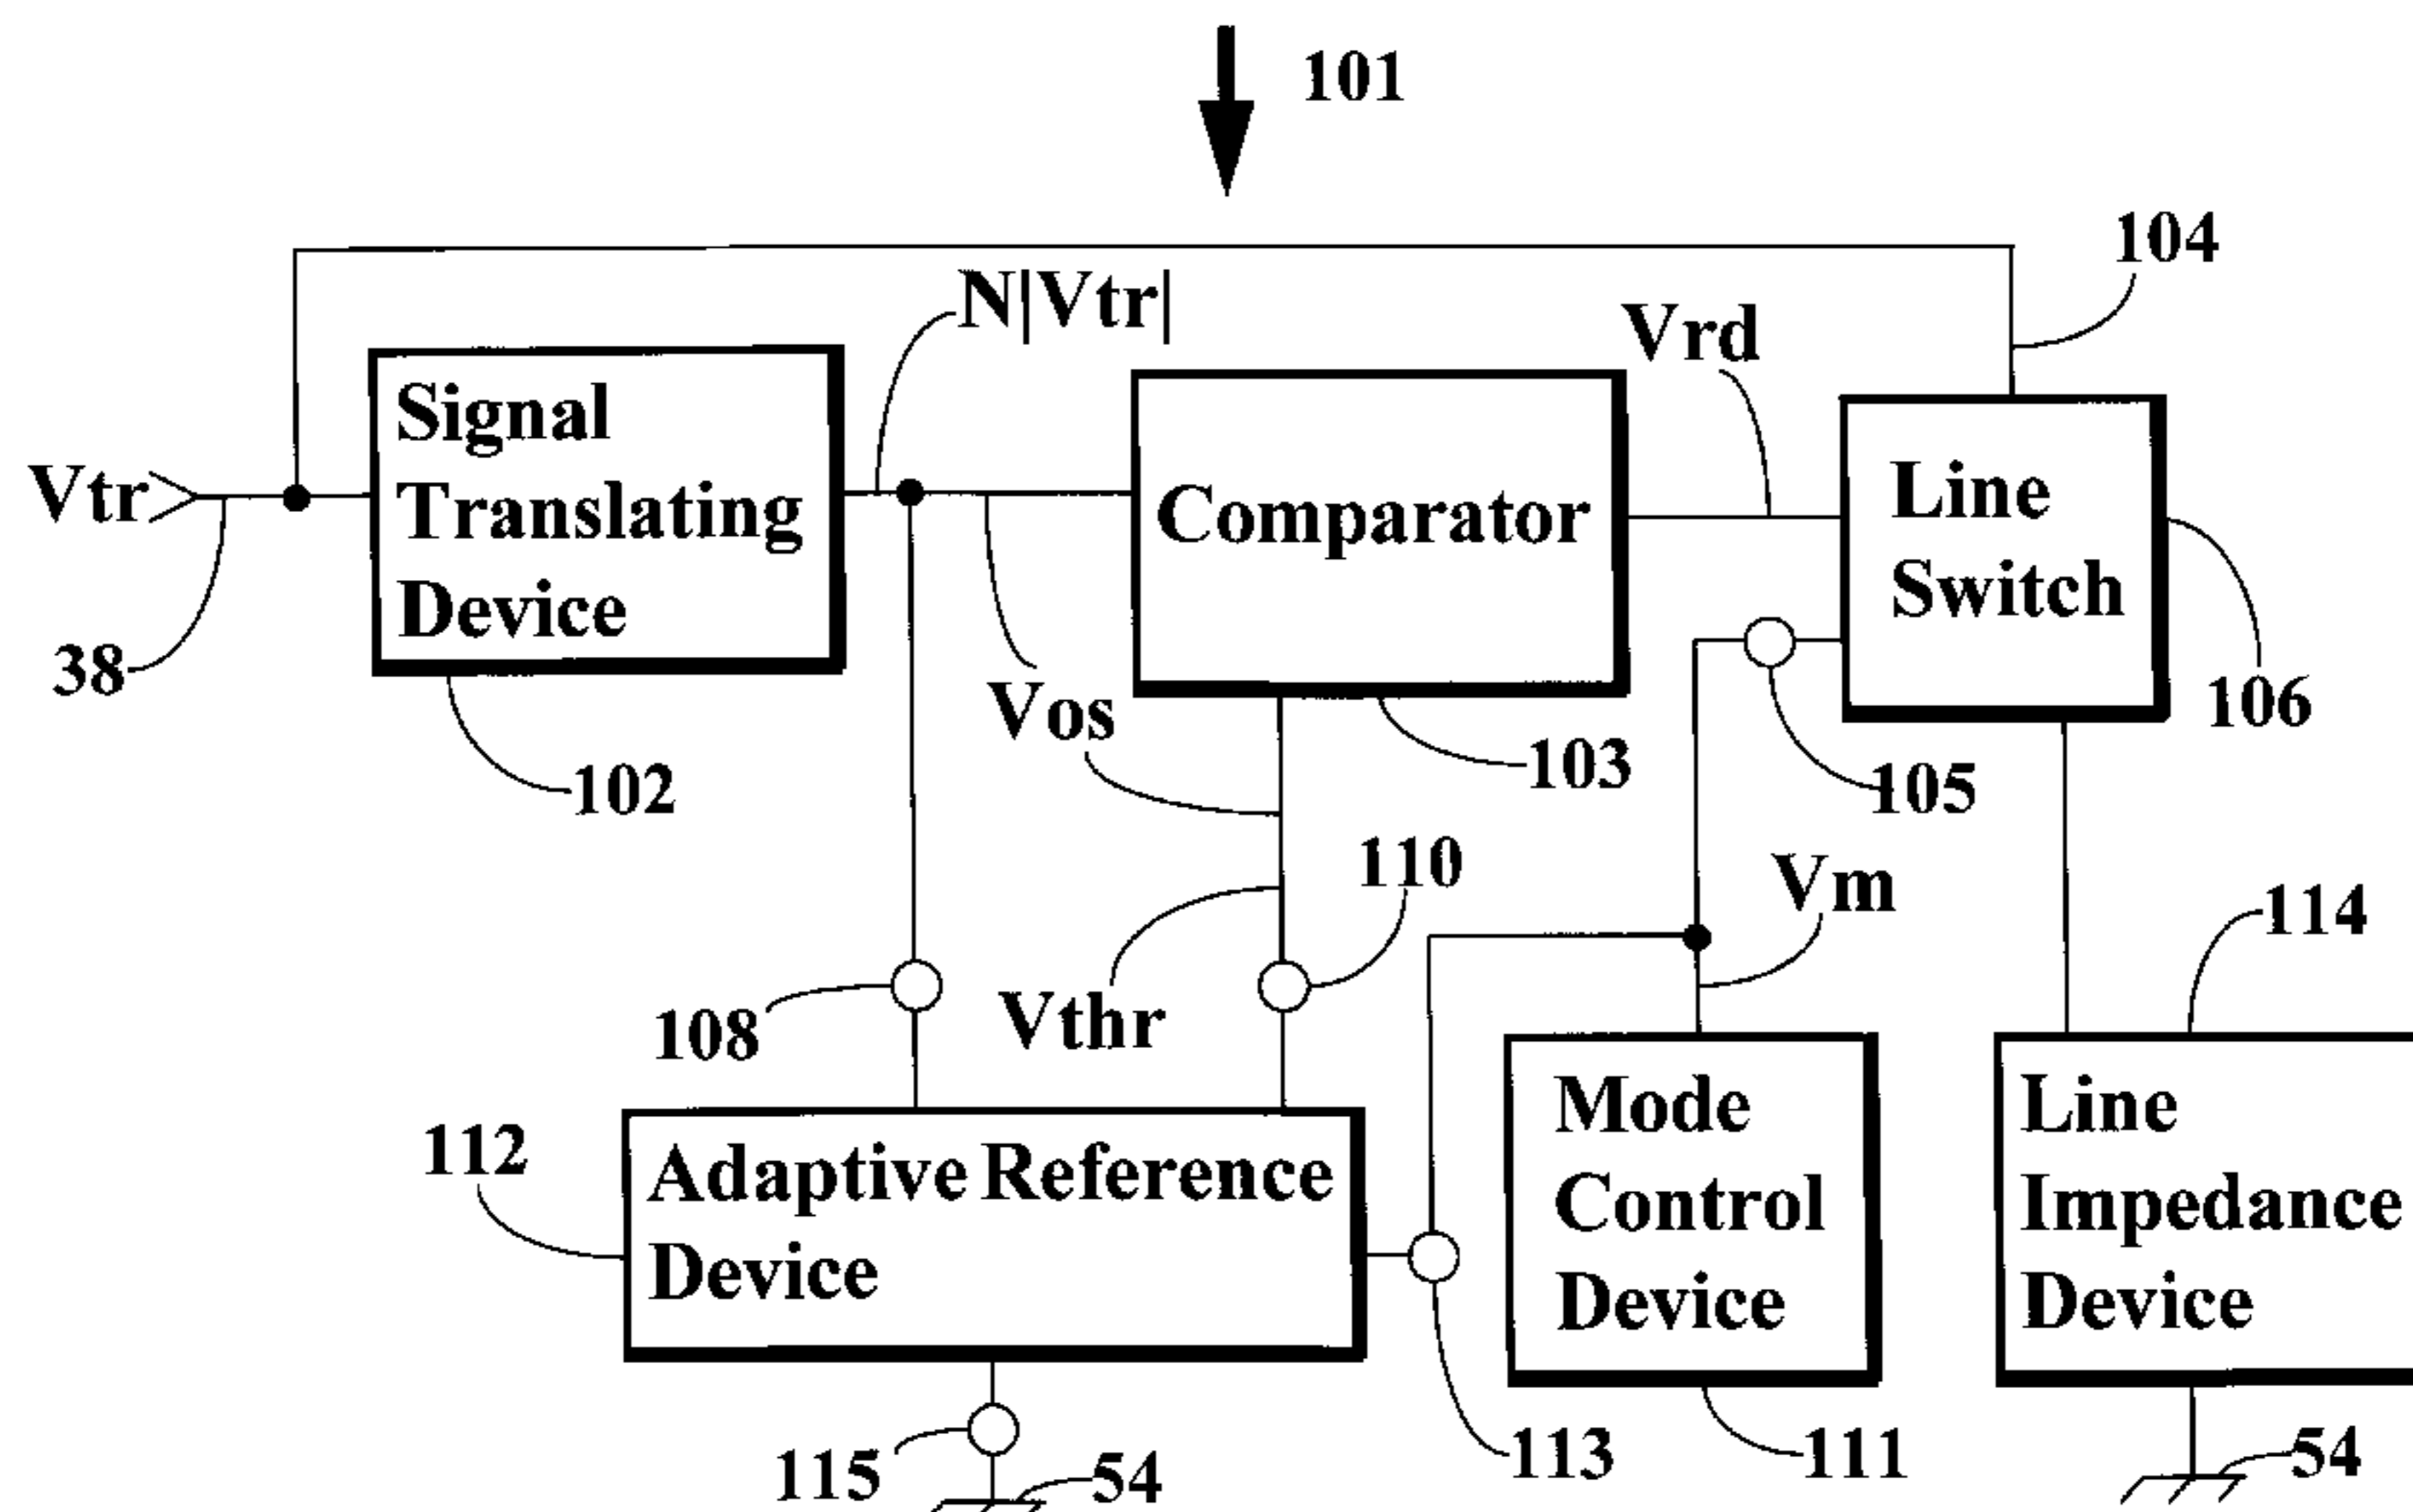 101
104
N|Vtr|
Vrd
Signal
Translating
Device
Vtr
Comparator
Line
Switch
38
Vos
106
102
103
105
110
Vm
114
108
Vthr
112
Adaptive Reference
Device
Mode
Control
Device
Line
Impedance
Device
115
54
113
111
54